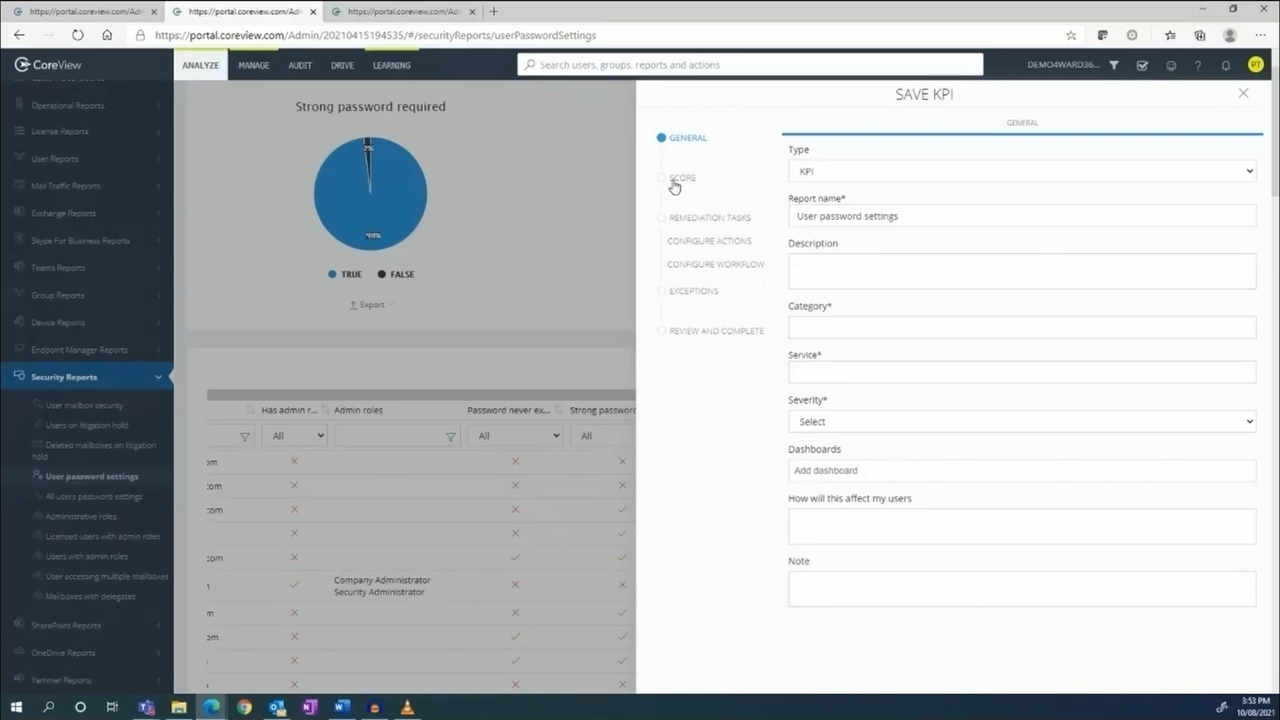 https://portal.coreview.com/Adm
https://portal.coreview.com/Adm
https://portal.coreview.com/Adm
https://portal.coreview.com/Admin/20210415194535/#/securityReports/userPasswordSettings
CoreView
ANALYZE
MANAGE
AUDIT
DRIVE
LEARNING
Search users, groups, reports and actions
DEMO4WARD36...
PT
Operational Reports
License Reports
User Reports
Mail Traffic Reports
Exchange Reports
Skype For Business Reports
Teams Reports
Group Reports
Device Reports
Endpoint Manager Reports
Security Reports
User mailbox security
Users on litigation hold
Deleted mailboxes on litigation
hold
User password settings
All users password settings
Administrative roles
Licensed users with admin roles
Users with admin roles
User accessing multiple mailboxes
Mailboxes with delegates
SharePoint Reports
OneDrive Reports
Yammer Reports
Strong password required
TRUE
FALSE
Export
Has admin r...
Admin roles
Password never ex...
Strong password
All
All
All
om
com
com
com
Company Administrator
Security Administrator
m
om
SAVE KPI
GENERAL
SCORE
REMEDIATION TASKS
CONFIGURE ACTIONS
CONFIGURE WORKFLOW
EXCEPTIONS
REVIEW AND COMPLETE
GENERAL
Type
KPI
Report name*
User password settings
Description
Category*
Service*
Severity*
Select
Dashboards
Add dashboard
How will this affect my users
Note
3:53 PM
10/08/2021